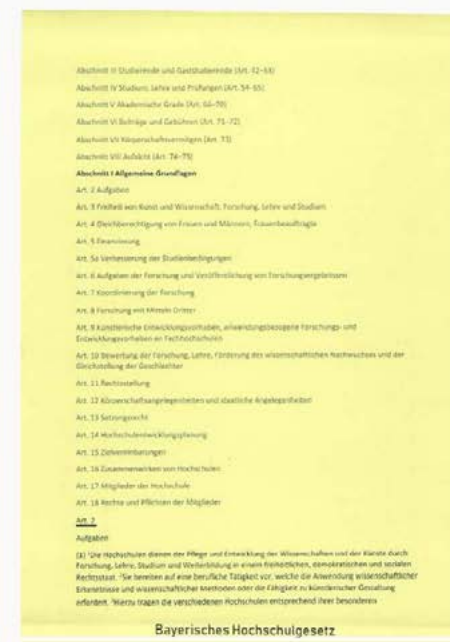 Abschnitt III Studierende und Gaststudierende (Art. 42–53)
Abschnitt IV Studium, Lehre und Prüfungen (Art. 54–65)
Abschnitt V Akademische Grade (Art. 66–70)
Abschnitt VI Beiträge und Gebühren (Art. 71–72)
Abschnitt VII Körperschaftsvermögen (Art. 73)
Abschnitt VIII Aufsicht (Art. 74–75)
Abschnitt I Allgemeine Grundlagen
Art. 2 Aufgaben
Art. 3 Freiheit von Kunst und Wissenschaft, Forschung, Lehre und Studium
Art. 4 Gleichberechtigung von Frauen und Männern, Frauenbeauftragte
Art. 5 Finanzierung
Art. 5a Verbesserung der Studienbedingungen
Art. 6 Aufgaben der Forschung und Veröffentlichung von Forschungsergebnissen
Art. 7 Koordinierung der Forschung
Art. 8 Forschung mit Mitteln Dritter
Art. 9 Künstlerische Entwicklungsvorhaben, anwendungsbezogene Forschungs- und
Entwicklungsvorhaben an Fachhochschulen
Art. 10 Bewertung der Forschung, Lehre, Förderung des wissenschaftlichen Nachwuchses und der
Gleichstellung der Geschlechter
Art. 11 Rechtsstellung
Art. 12 Körperschaftsangelegenheiten und staatliche Angelegenheiten
Art. 13 Satzungsrecht
Art. 14 Hochschulentwicklungsplanung
Art. 15 Zielvereinbarungen
Art. 16 Zusammenwirken von Hochschulen
Art. 17 Mitglieder der Hochschule
Art. 18 Rechte und Pflichten der Mitglieder
Art. 2
Aufgaben
(1) ¹Die Hochschulen dienen der Pflege und Entwicklung der Wissenschaften und der Künste durch
Forschung, Lehre, Studium und Weiterbildung in einem freiheitlichen, demokratischen und sozialen
Rechtsstaat. ²Sie bereiten auf eine berufliche Tätigkeit vor, welche die Anwendung wissenschaftlicher
Erkenntnisse und wissenschaftlicher Methoden oder die Fähigkeit zu künstlerischer Gestaltung
erfordert. ³Hierzu tragen die verschiedenen Hochschulen entsprechend ihrer besonderen
Bayerisches Hochschulgesetz